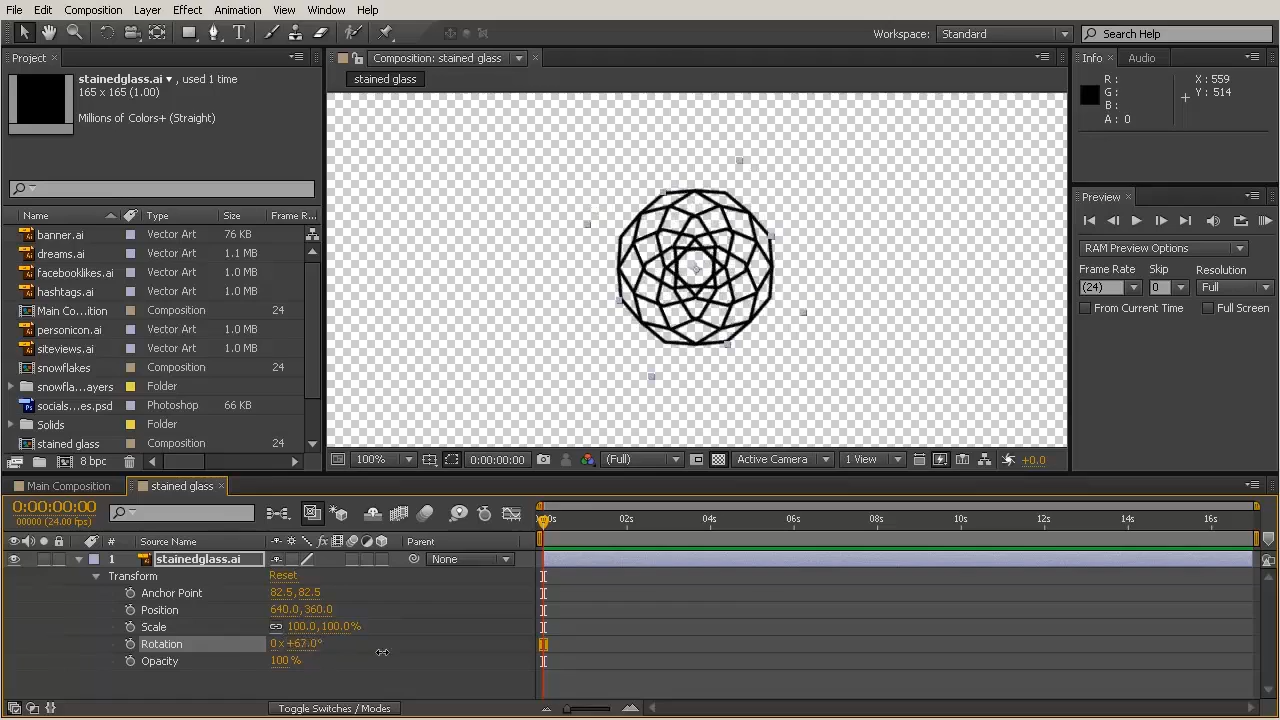 File Edit Composition Layer Effect Animation View Window Help
Workspace: Standard Search Help
Project
stainedglass.ai , used 1 time
165 x 165 (1.00)
Millions of Colors+ (Straight)
Name Type Size Frame R...
banner.ai Vector Art 76 KB
dreams.ai Vector Art 1.1 MB
facebooklikes.ai Vector Art 1.0 MB
hashtags.ai Vector Art 1.0 MB
Main Co...ition Composition 24
personicon.ai Vector Art 1.0 MB
siteviews.ai Vector Art 1.0 MB
snowflakes Composition 24
snowfla...ayers Folder
socials...es.psd Photoshop 66 KB
Solids Folder
stained glass Composition 24
8 bpc
Composition: stained glass
stained glass
100% 0:00:00:00 (Full) Active Camera 1 View +0.0
Info Audio
R: X: 559
G: Y: 514
B:
A: 0
Preview
RAM Preview Options
Frame Rate Skip Resolution
(24) 0 Full
From Current Time Full Screen
Main Composition stained glass
0:00:00:00
00000 (24.00 fps)
# Source Name Parent
1 stainedglass.ai None
Transform Reset
Anchor Point 82.5,82.5
Position 640.0,360.0
Scale 100.0,100.0%
Rotation 0x+67.0°
Opacity 100%
02s 04s 06s 08s 10s 12s 14s 16s
Toggle Switches / Modes